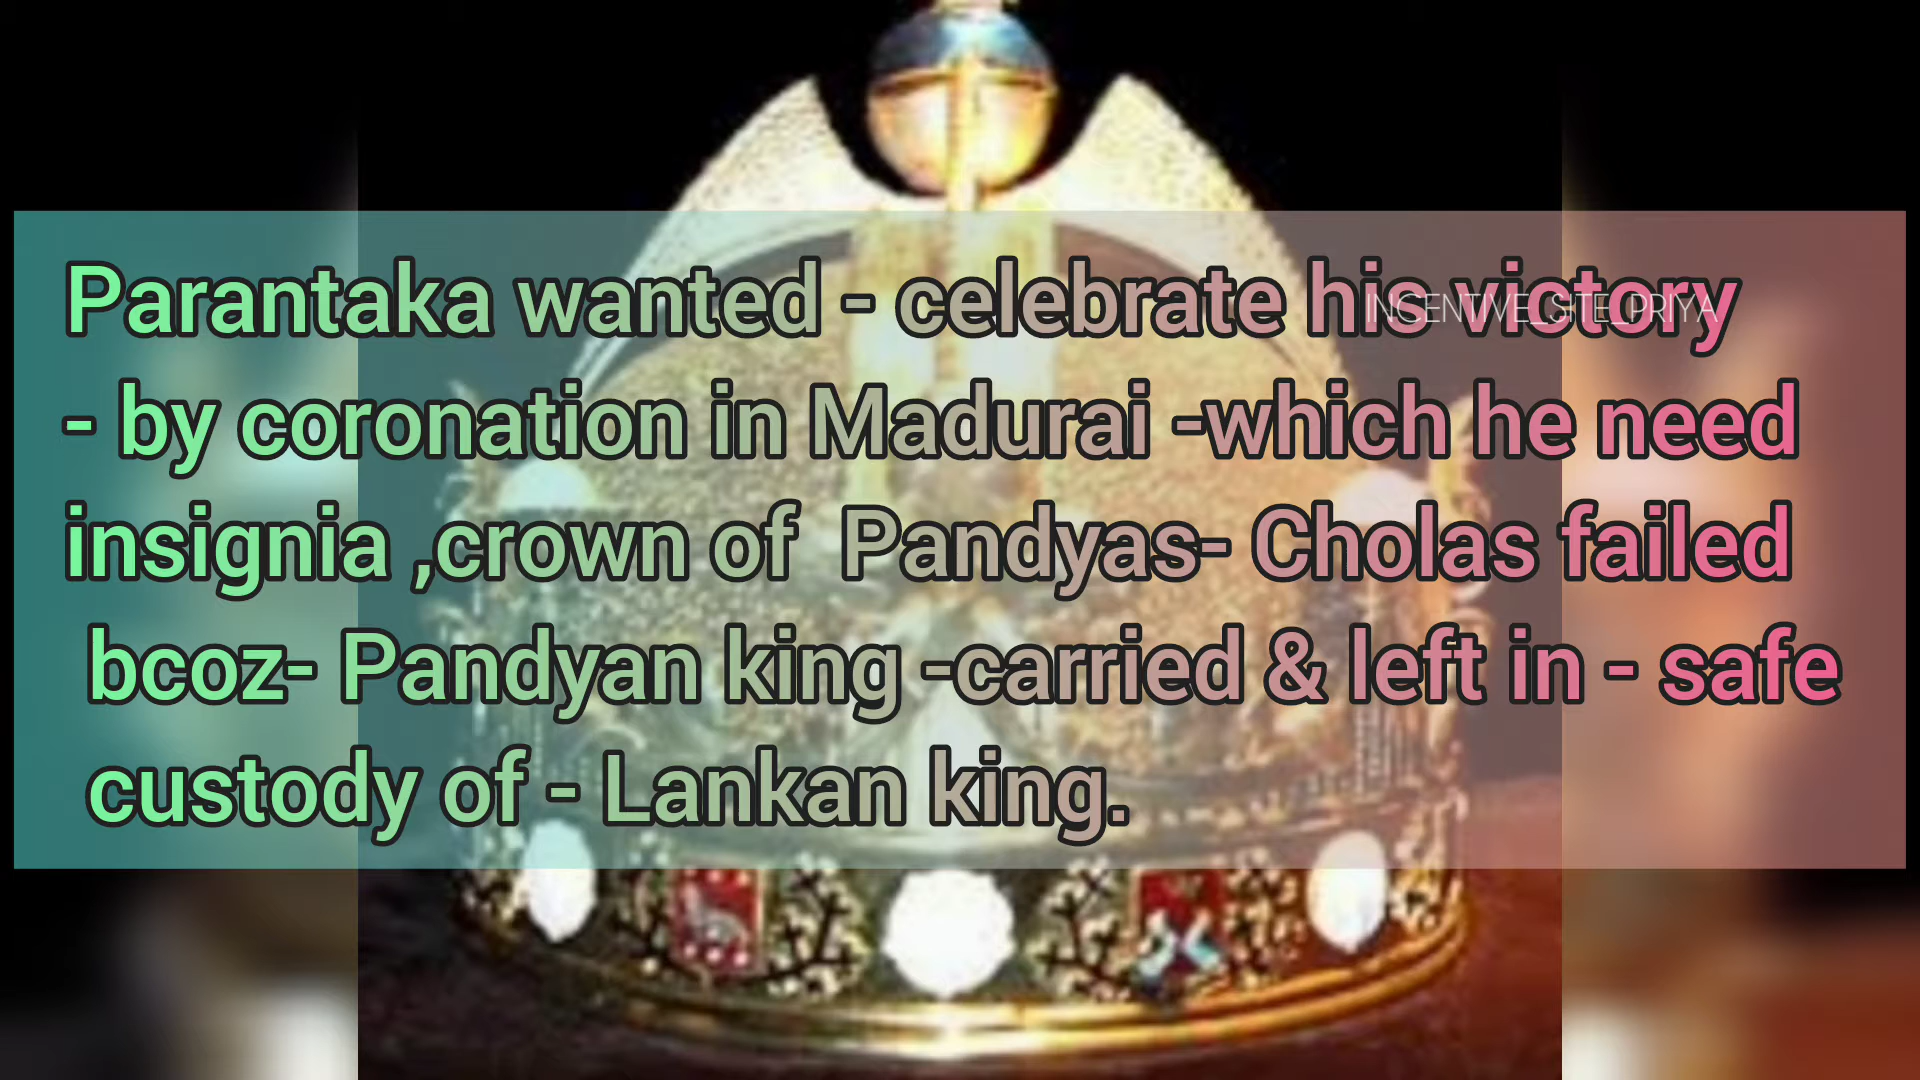 Parantaka wanted - celebrate his victory
INCENTIVE_SITE_PRIYA
- by coronation in Madurai -which he need
insignia ,crown of Pandyas- Cholas failed
bcoz- Pandyan king -carried & left in - safe
custody of - Lankan king.